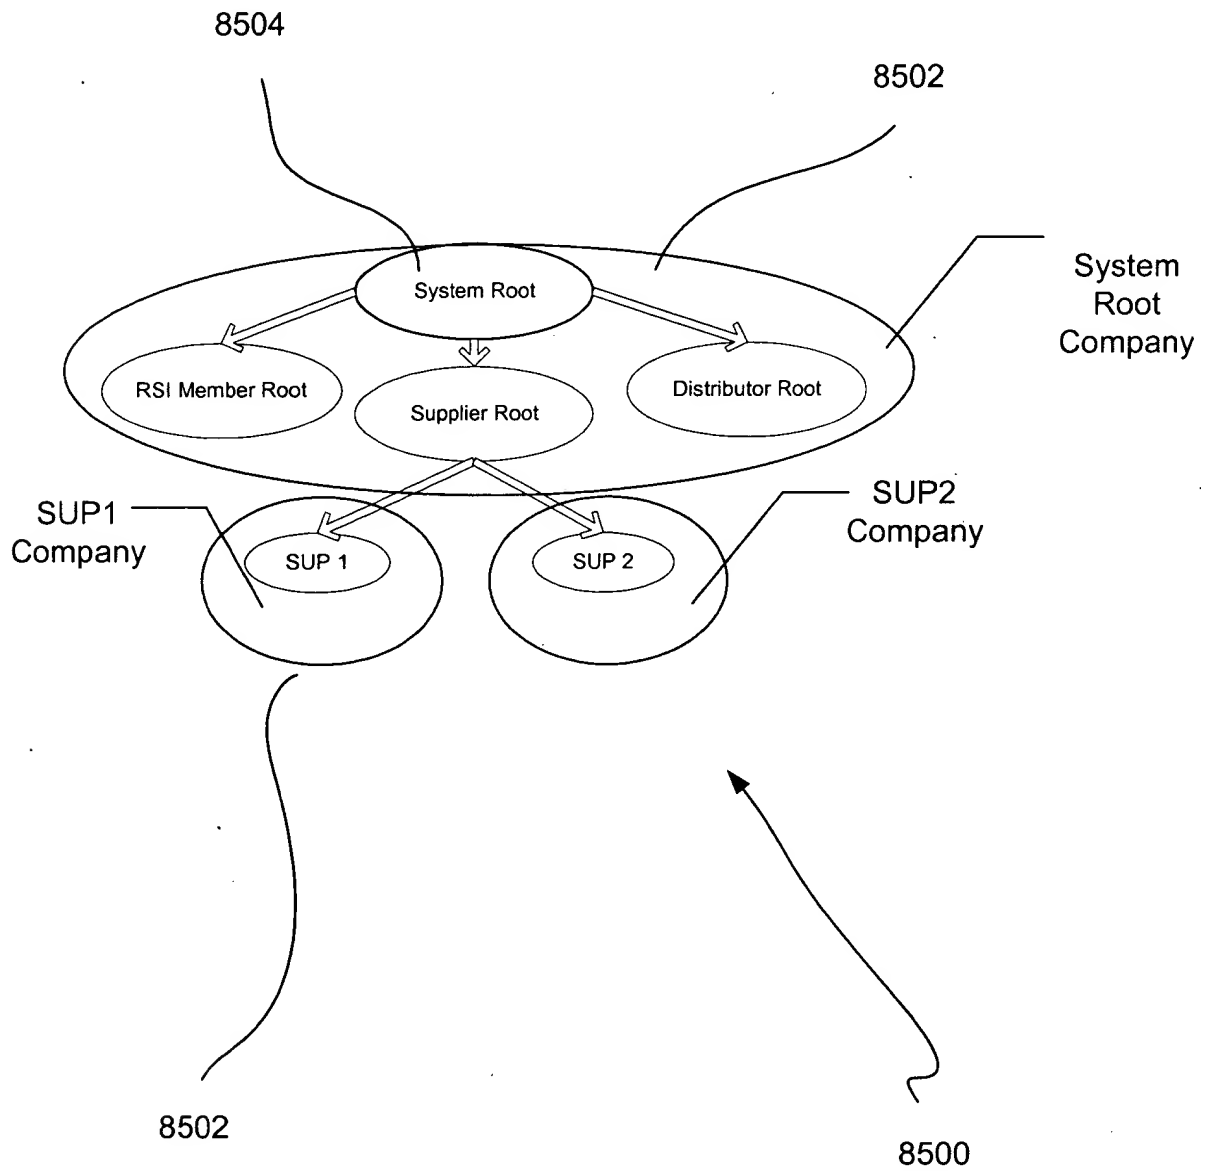 8504
8502
System
Root
Company
System Root
RSI Member Root
Supplier Root
Distributor Root
SUP1
Company
SUP2
Company
SUP 1
SUP 2
8502
8500